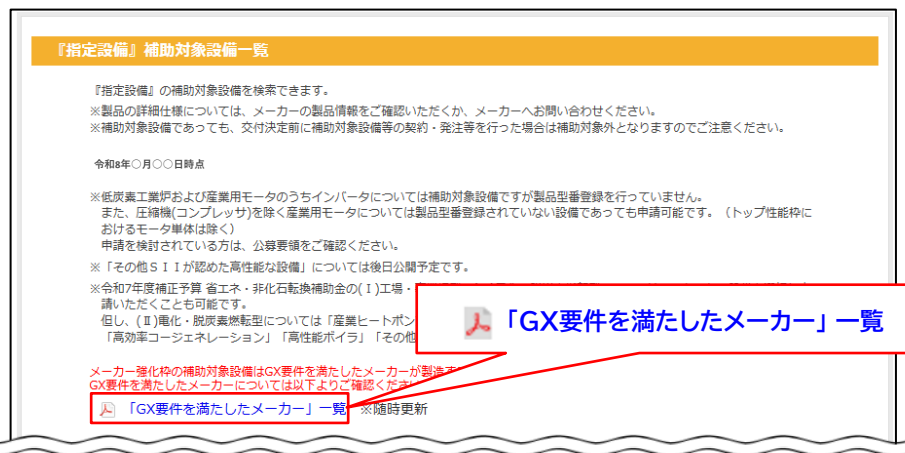 『指定設備』補助対象設備一覧
『指定設備』の補助対象設備を検索できます。
※製品の詳細仕様については、メーカーの製品情報をご確認いただくか、メーカーへお問い合わせください。
※補助対象設備であっても、交付決定前に補助対象設備等の契約・発注等を行った場合は補助対象外となりますのでご注意ください。
令和8年○月○○日時点
※低炭素工業炉および産業用モータのうちインバータについては補助対象設備ですが製品型番登録を行っていません。
また、圧縮機(コンプレッサ)を除く産業用モータについては製品型番登録されていない設備であっても申請可能です。（トップ性能枠に
おけるモータ単体は除く）
申請を検討されている方は、公募要領をご確認ください。
※「その他ＳＩＩが認めた高性能な設備」については後日公開予定です。
※令和7年度補正予算 省エネ・非化石転換補助金の(Ⅰ)工場・
請いただくことも可能です。
但し、(Ⅱ)電化・脱炭素燃転型については「産業ヒートポン
「高効率コージェネレーション」「高性能ボイラ」「その他
「GX要件を満たしたメーカー」一覧
メーカー強化枠の補助対象設備はGX要件を満たしたメーカーが製造す
GX要件を満たしたメーカーについては以下よりご確認くださ
「GX要件を満たしたメーカー」一覧 ※随時更新